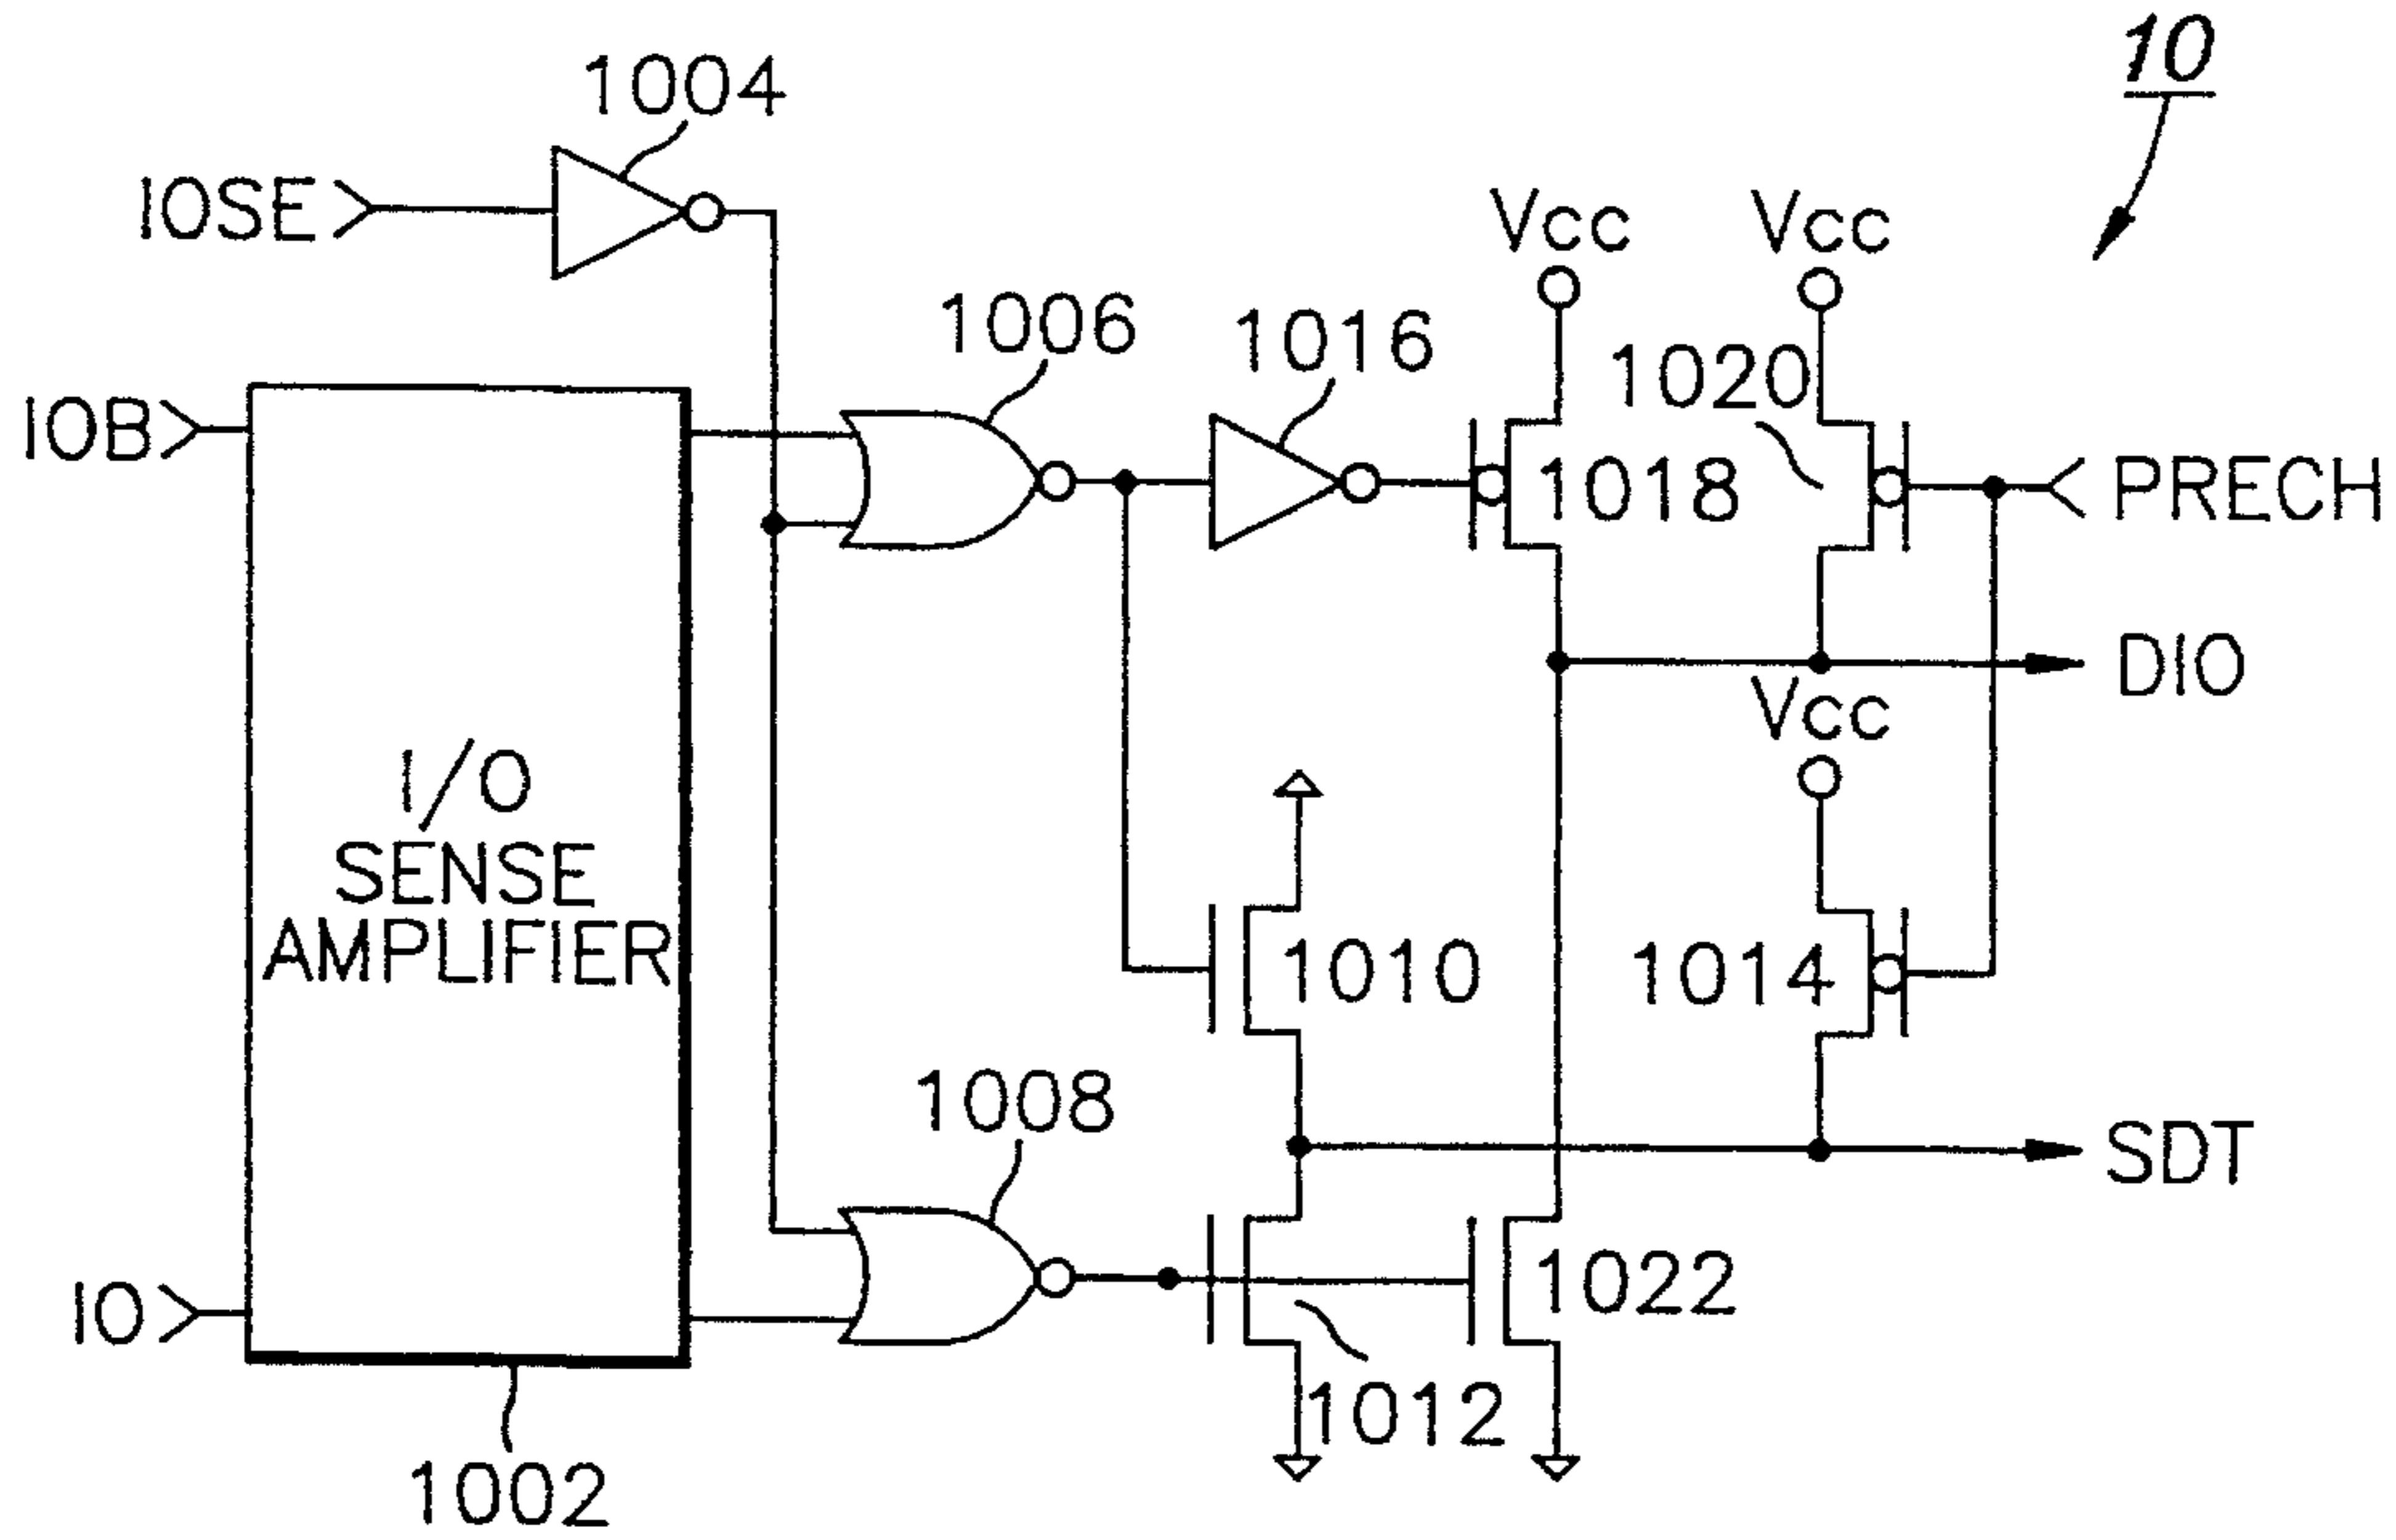 10
1004
IOSE
Vcc
Vcc
1006
1016
1020
IOB
1018
PRECH
DIO
Vcc
I/O
SENSE
AMPLIFIER
1010
1014
1008
SDT
IO
1022
1012
1002